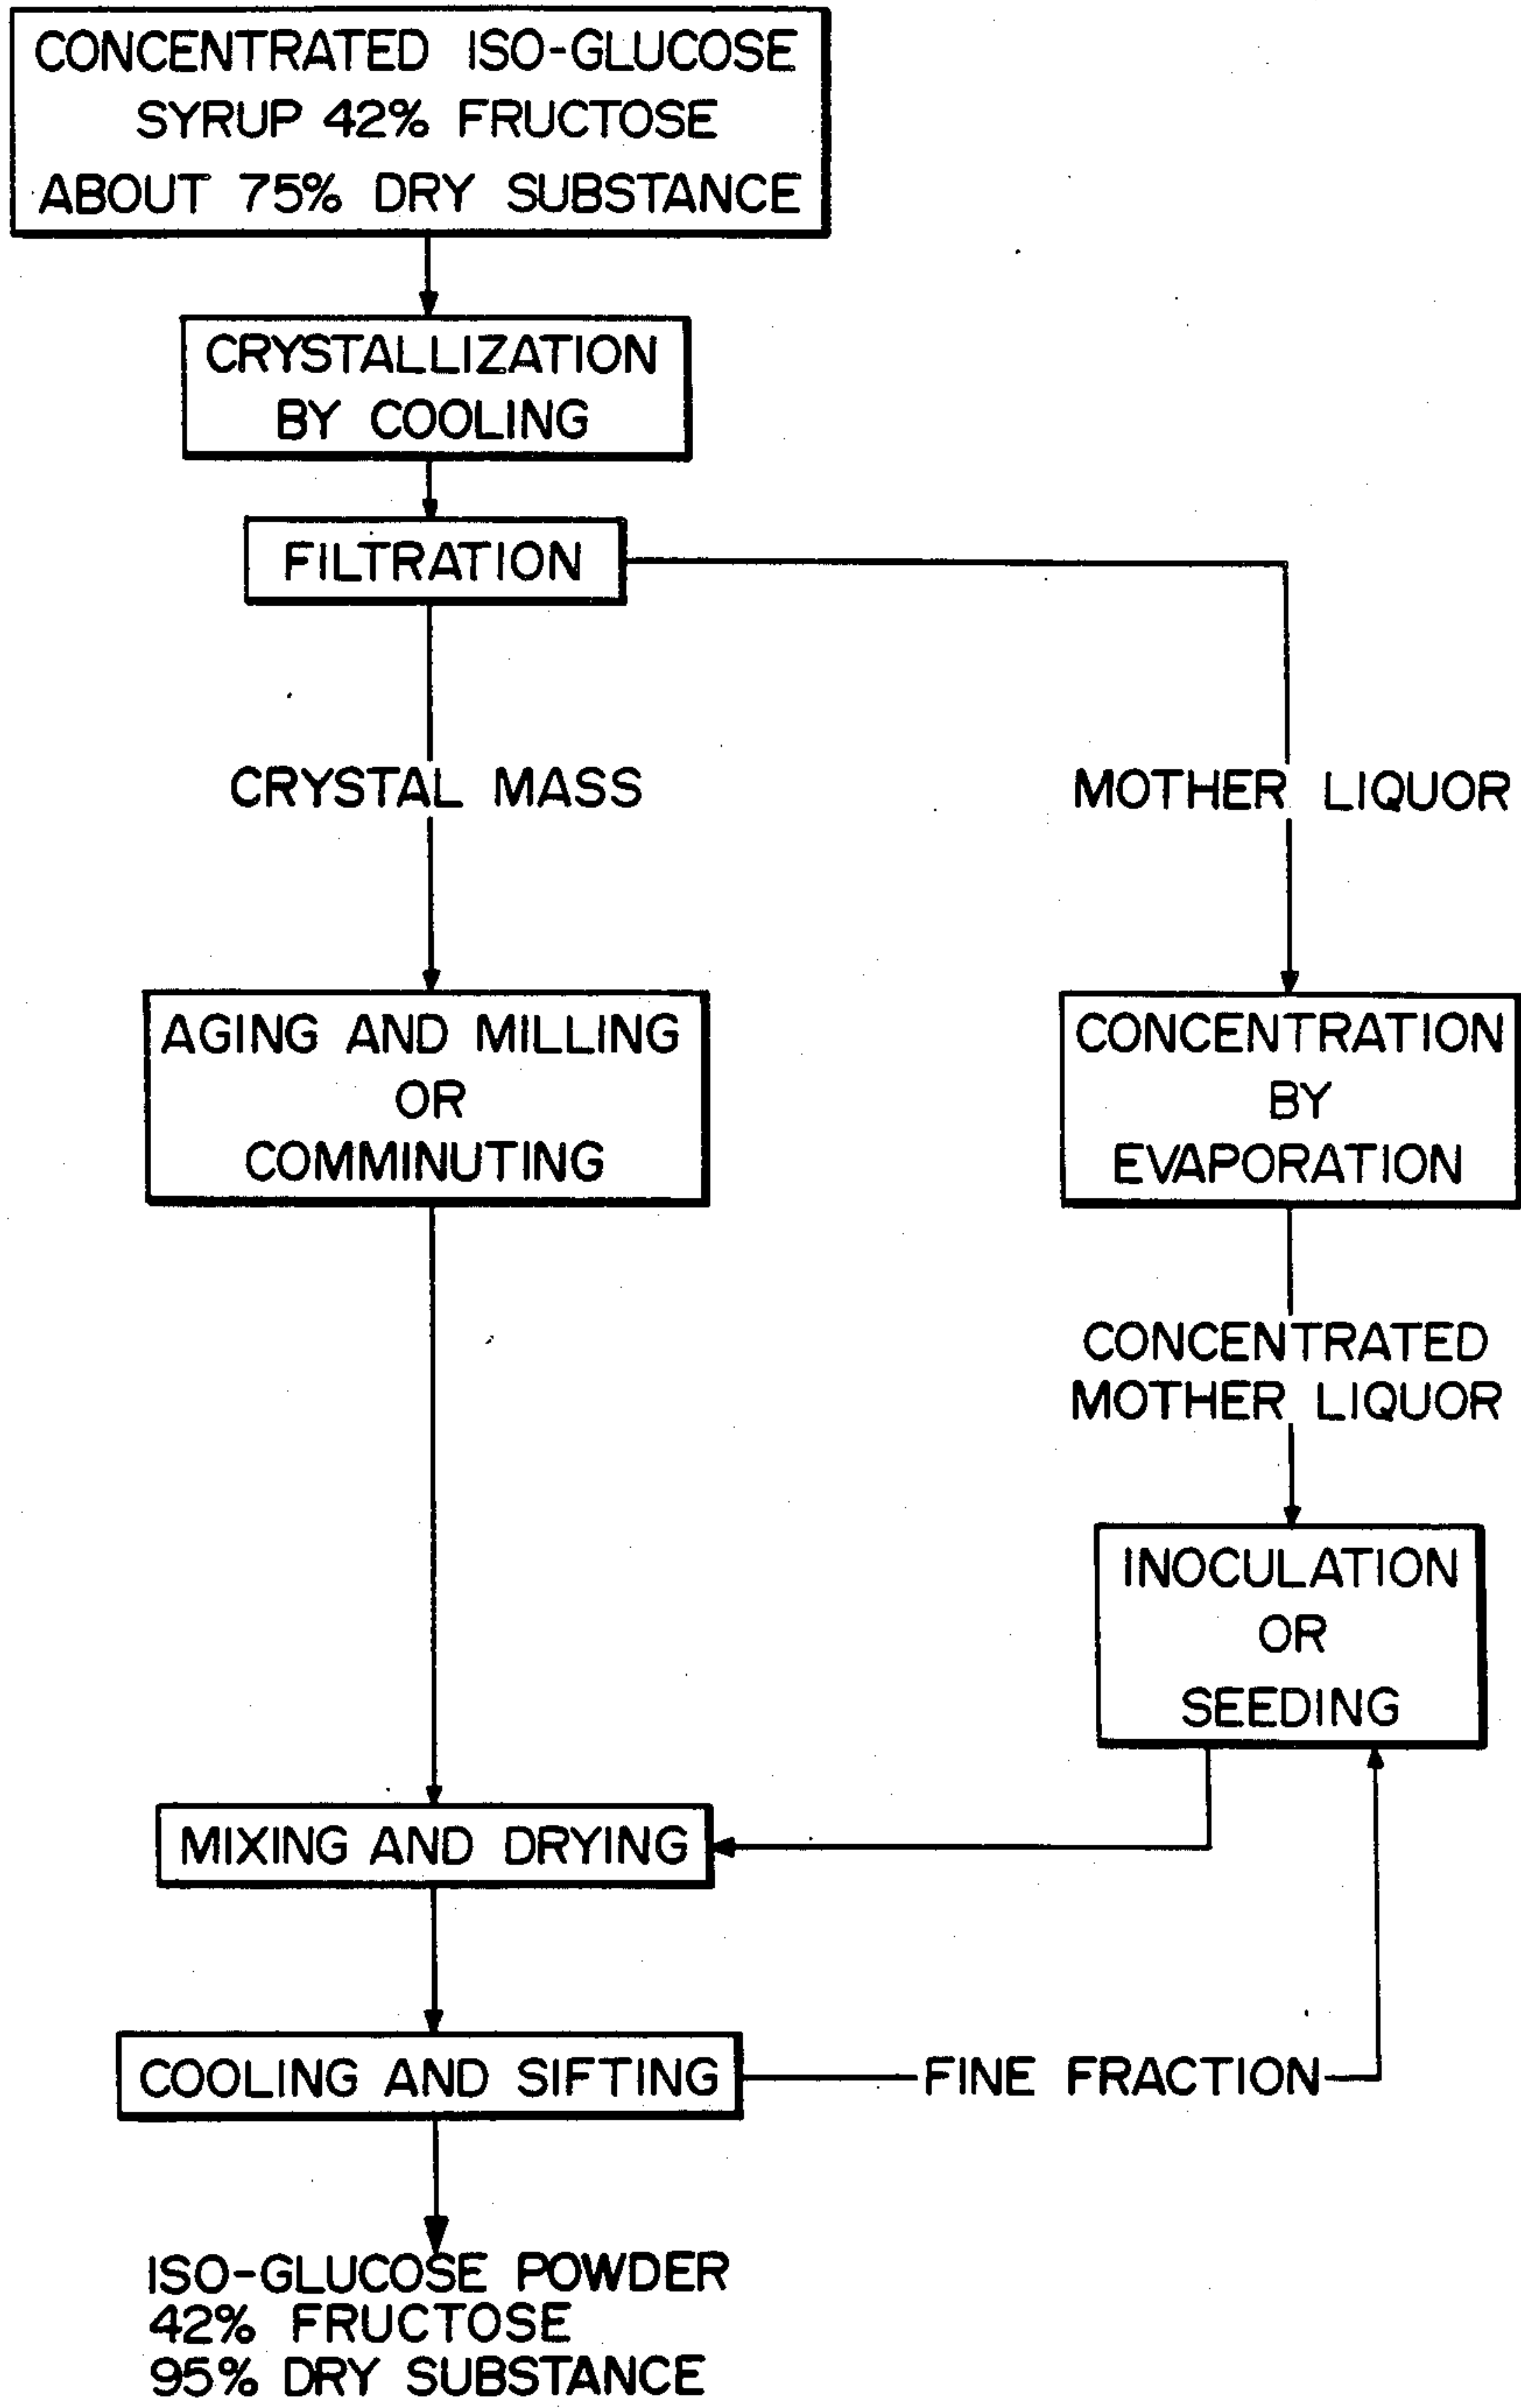 CONCENTRATED ISO-GLUCOSE
SYRUP 42% FRUCTOSE
ABOUT 75% DRY SUBSTANCE
CRYSTALLIZATION
BY COOLING
FILTRATION
CRYSTAL MASS
MOTHER LIQUOR
AGING AND MILLING
OR
COMMINUTING
CONCENTRATION
BY
EVAPORATION
CONCENTRATED
MOTHER LIQUOR
INOCULATION
OR
SEEDING
MIXING AND DRYING
COOLING AND SIFTING
FINE FRACTION
ISO-GLUCOSE POWDER
42% FRUCTOSE
95% DRY SUBSTANCE